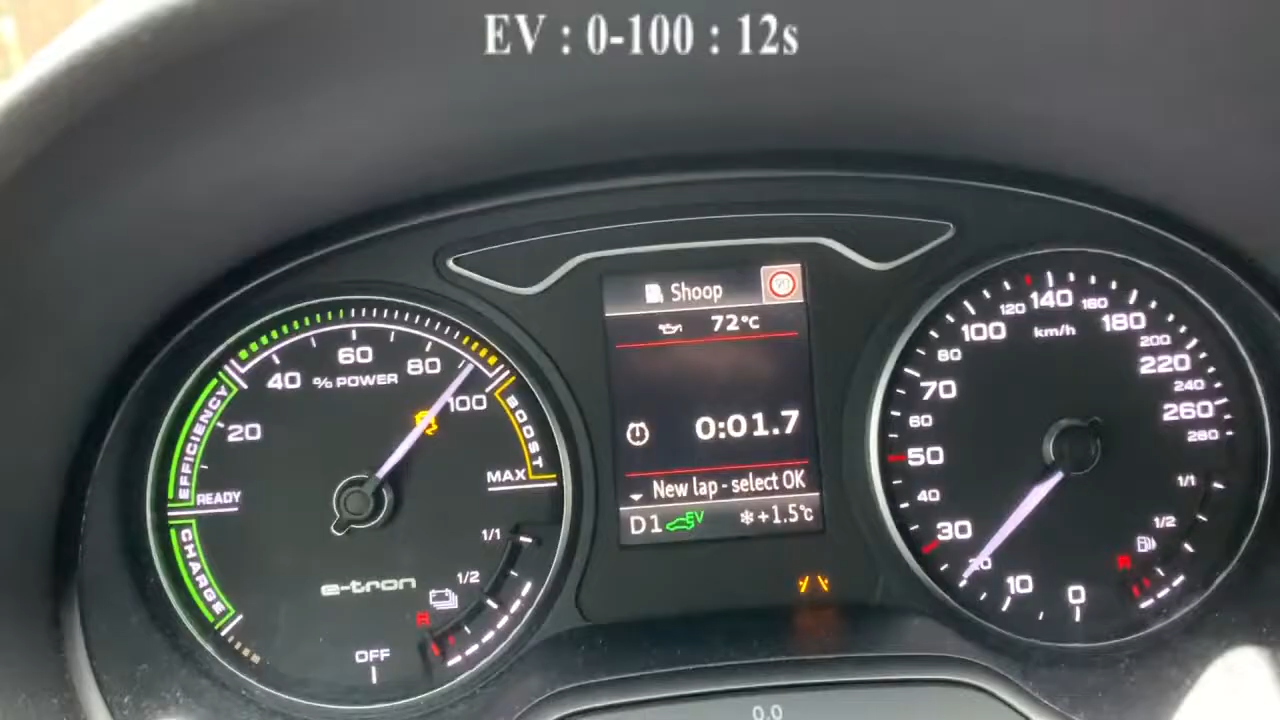 EV : 0-100 : 12s
Shoop
72°C
0:01.7
New lap - select OK
D1 EV +1.5°C
OFF
CHARGE
READY
EFFICIENCY
20
40
60
80
100
% POWER
BOOST
MAX
e-tron
1/1
1/2
R
0
10
20
30
40
50
60
70
80
100
120
140
160
180
200
220
240
260
280
km/h
1/1
1/2
R
0.0